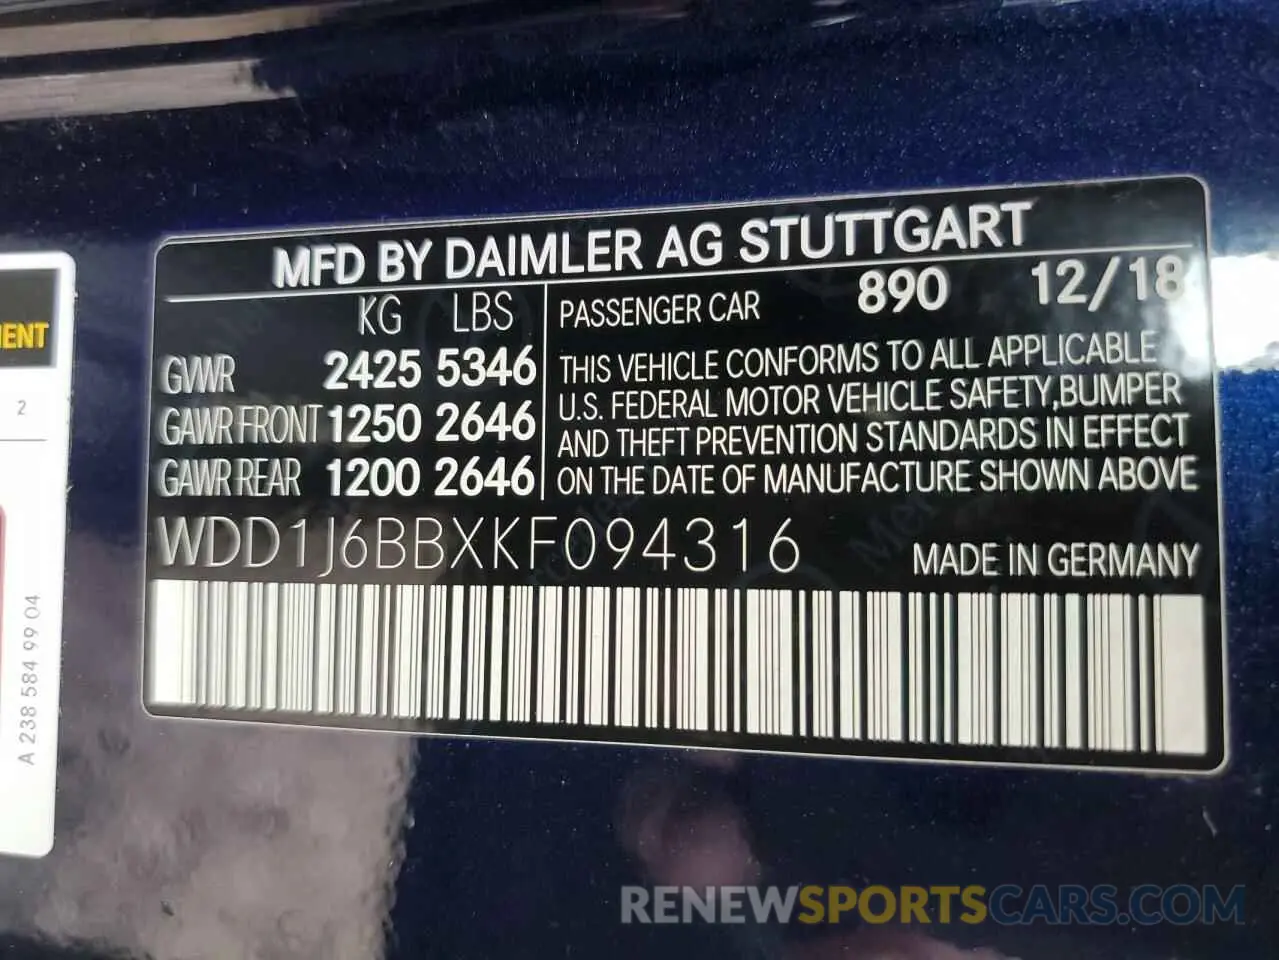 MFD BY DAIMLER AG STUTTGART
KG LBS
GVWR 2425 5346
GAWR FRONT 1250 2646
GAWR REAR 1200 2646
PASSENGER CAR 890 12/18
THIS VEHICLE CONFORMS TO ALL APPLICABLE
U.S. FEDERAL MOTOR VEHICLE SAFETY,BUMPER
AND THEFT PREVENTION STANDARDS IN EFFECT
ON THE DATE OF MANUFACTURE SHOWN ABOVE
WDD1J6BBXKF094316 MADE IN GERMANY
2
A 238 584 99 04
RENEWSPORTSCARS.COM